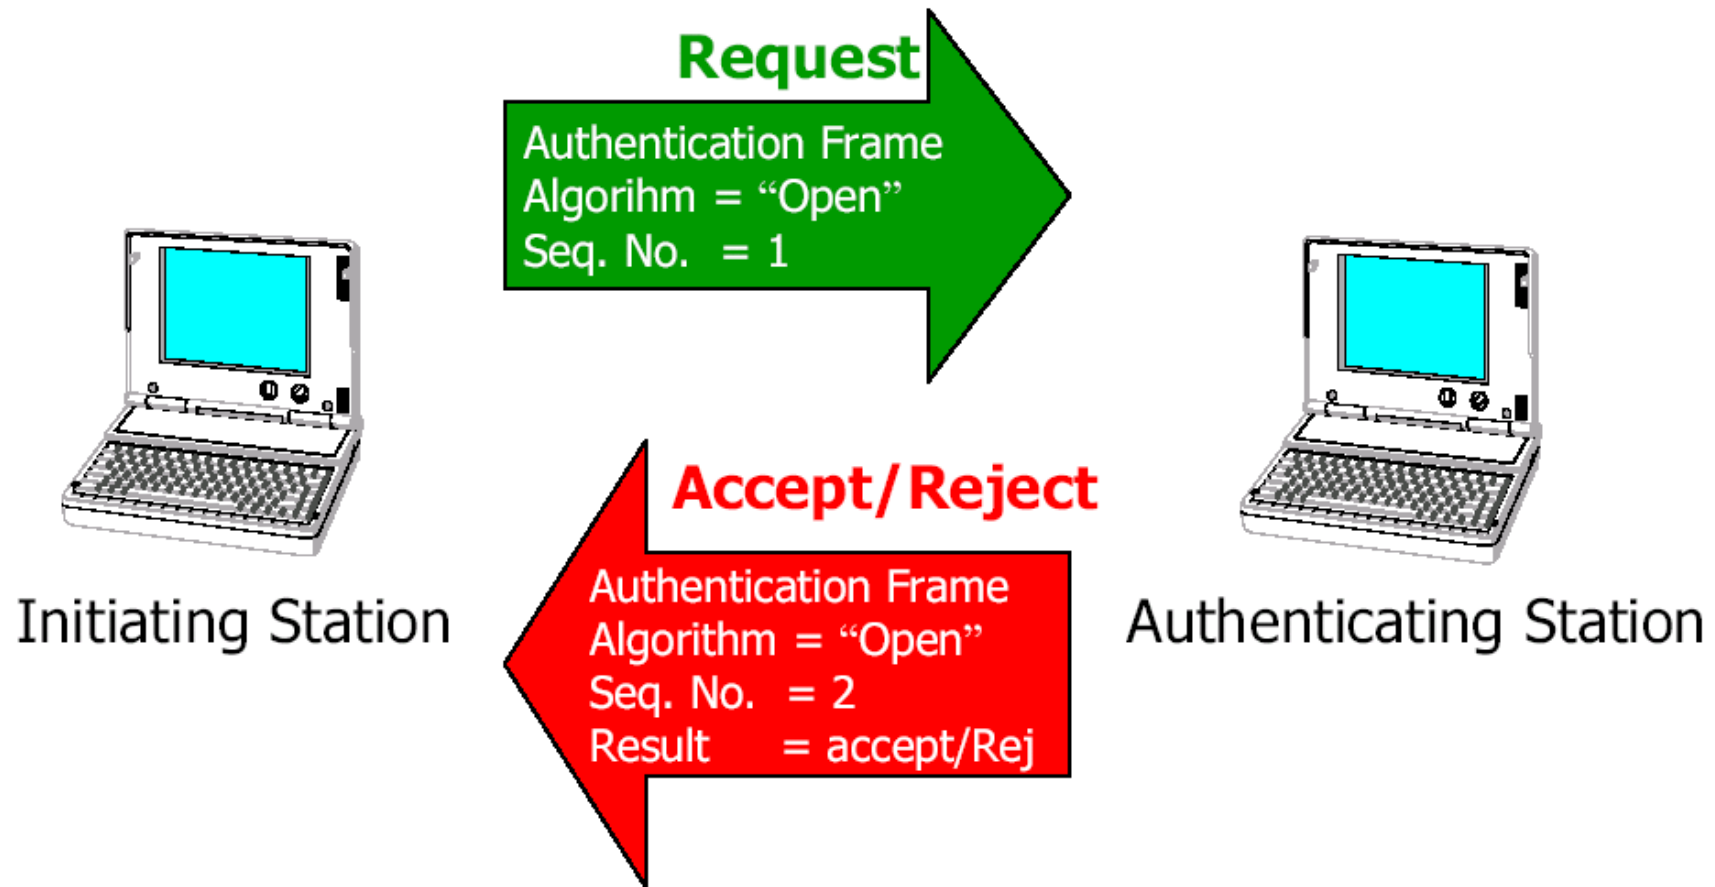 Request
Authentication Frame
Algorihm = “Open”
Seq. No. = 1
Accept/Reject
Authentication Frame
Algorithm = “Open”
Seq. No. = 2
Result = accept/Rej
Initiating Station
Authenticating Station